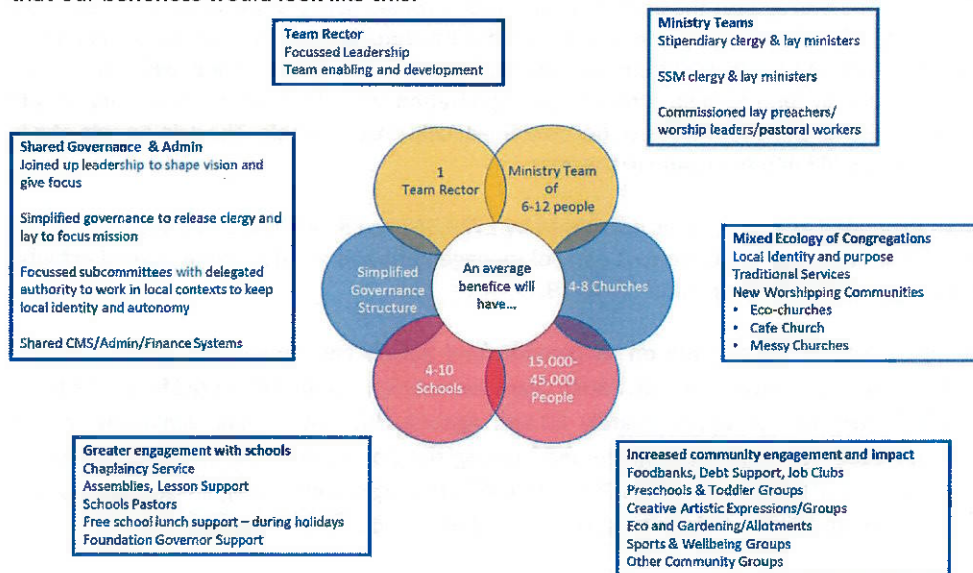 Team Rector
Focussed Leadership
Team enabling and development
Ministry Teams
Stipendiary clergy & lay ministers
SSM clergy & lay ministers
Commissioned lay preachers/
worship leaders/pastoral workers
Shared Governance & Admin
Joined up leadership to shape vision and
give focus
Simplified governance to release clergy and
lay to focus mission
Focussed subcommittees with delegated
authority to work in local contexts to keep
local identity and autonomy
Shared CMS/Admin/Finance Systems
1
Team Rector
Ministry Team
of
6-12 people
Simplified
Governance
Structure
An average
benefice will
have...
4-8 Churches
4-10
Schools
15,000-
45,000
People
Mixed Ecology of Congregations
Local Identity and purpose
Traditional Services
New Worshipping Communities
• Eco-churches
• Cafe Church
• Messy Churches
Greater engagement with schools
Chaplaincy Service
Assemblies, Lesson Support
Schools Pastors
Free school lunch support – during holidays
Foundation Governor Support
Increased community engagement and impact
Foodbanks, Debt Support, Job Clubs
Preschools & Toddler Groups
Creative Artistic Expressions/Groups
Eco and Gardening/Allotments
Sports & Wellbeing Groups
Other Community Groups